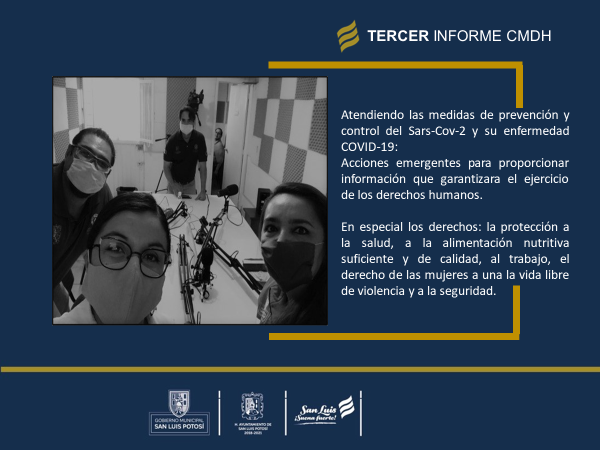 TERCER INFORME CMDH
Atendiendo las medidas de prevención y
control del Sars-Cov-2 y su enfermedad
COVID-19:
Acciones emergentes para proporcionar
información que garantizara el ejercicio
de los derechos humanos.
En especial los derechos: la protección a
la salud, a la alimentación nutritiva
suficiente y de calidad, al trabajo, el
derecho de las mujeres a una la vida libre
de violencia y a la seguridad.
GOBIERNO MUNICIPAL
SAN LUIS POTOSÍ
H. AYUNTAMIENTO DE
SAN LUIS POTOSÍ
2018-2021
San Luis
¡Suena fuerte!